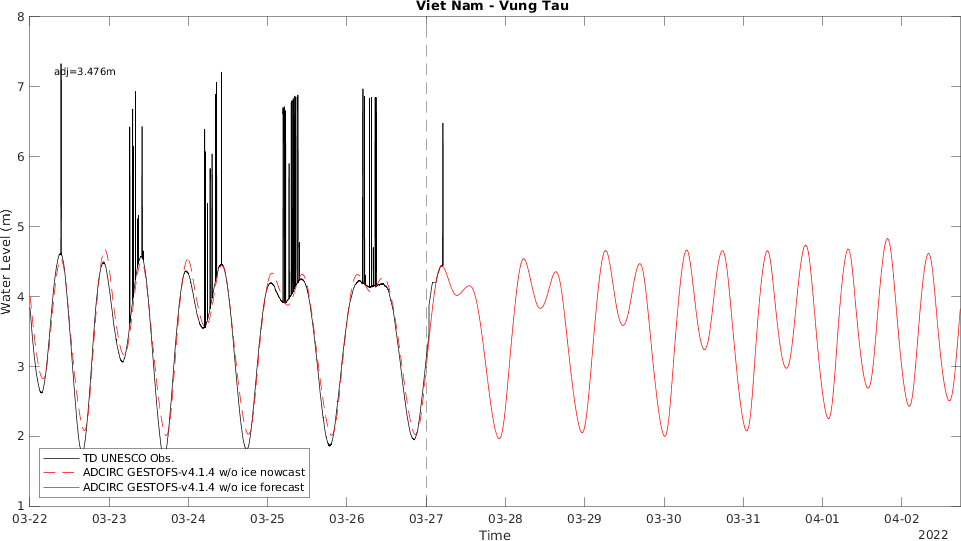 Viet Nam - Vung Tau
8
7
6
5
4
3
2
1
Water Level (m)
adj=3.476m
TD UNESCO Obs.
ADCIRC GESTOFS-v4.1.4 w/o ice nowcast
ADCIRC GESTOFS-v4.1.4 w/o ice forecast
03-22 03-23 03-24 03-25 03-26 03-27 03-28 03-29 03-30 03-31 04-01 04-02
Time
2022